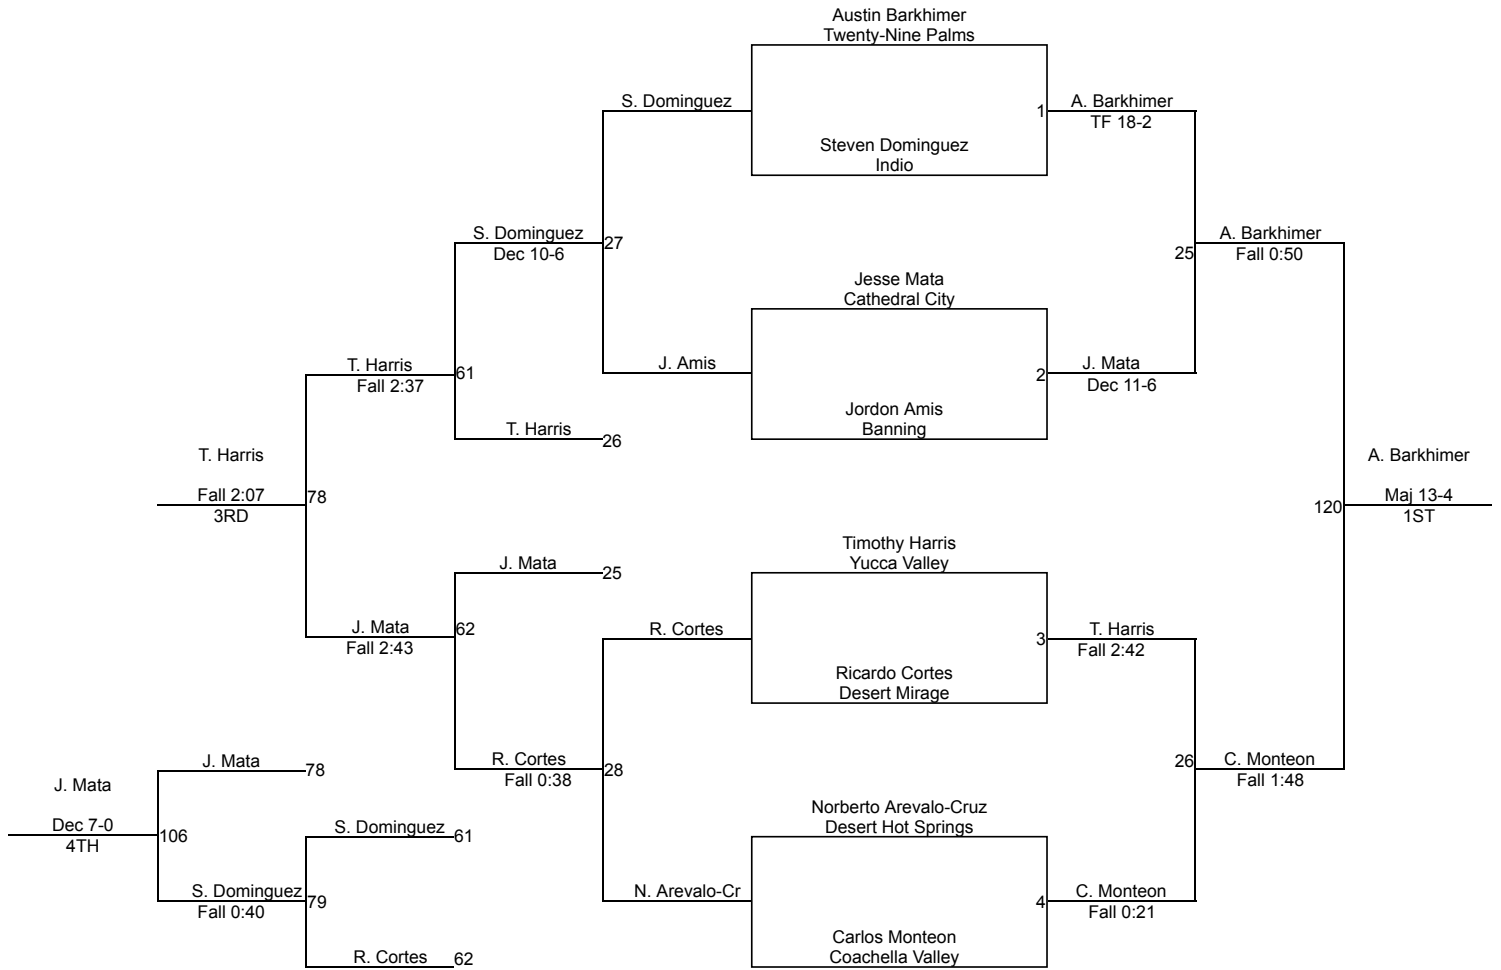 Austin Barkhimer
Twenty-Nine Palms
S. Dominguez
1
A. Barkhimer
TF 18-2
Steven Dominguez
Indio
S. Dominguez
Dec 10-6
27
25
A. Barkhimer
Fall 0:50
Jesse Mata
Cathedral City
T. Harris
Fall 2:37
61
J. Amis
2
J. Mata
Dec 11-6
Jordon Amis
Banning
T. Harris
26
T. Harris
Fall 2:07
3RD
78
120
A. Barkhimer
Maj 13-4
1ST
Timothy Harris
Yucca Valley
J. Mata
25
J. Mata
Fall 2:43
62
R. Cortes
3
T. Harris
Fall 2:42
Ricardo Cortes
Desert Mirage
J. Mata
78
R. Cortes
Fall 0:38
28
26
C. Monteon
Fall 1:48
J. Mata
Dec 7-0
4TH
106
S. Dominguez
61
Norberto Arevalo-Cruz
Desert Hot Springs
S. Dominguez
Fall 0:40
79
N. Arevalo-Cr
4
C. Monteon
Fall 0:21
R. Cortes
62
Carlos Monteon
Coachella Valley